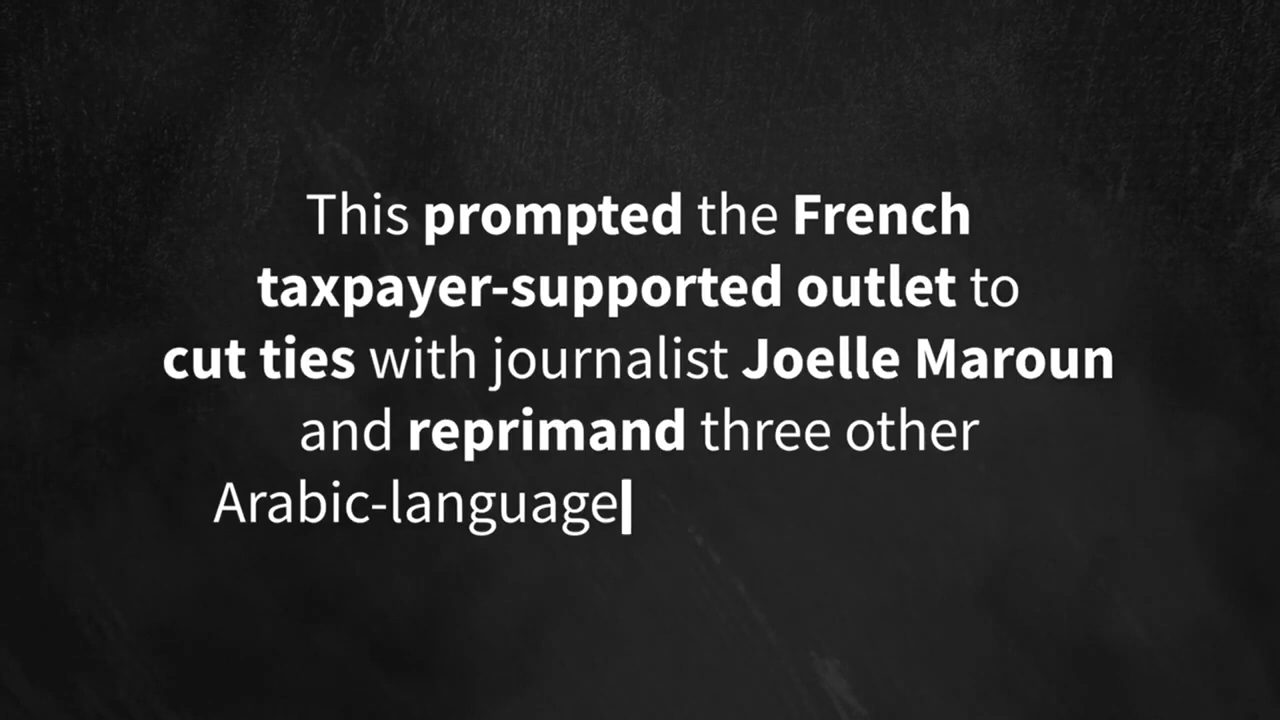 This prompted the French
taxpayer-supported outlet to
cut ties with journalist Joelle Maroun
and reprimand three other
Arabic-language